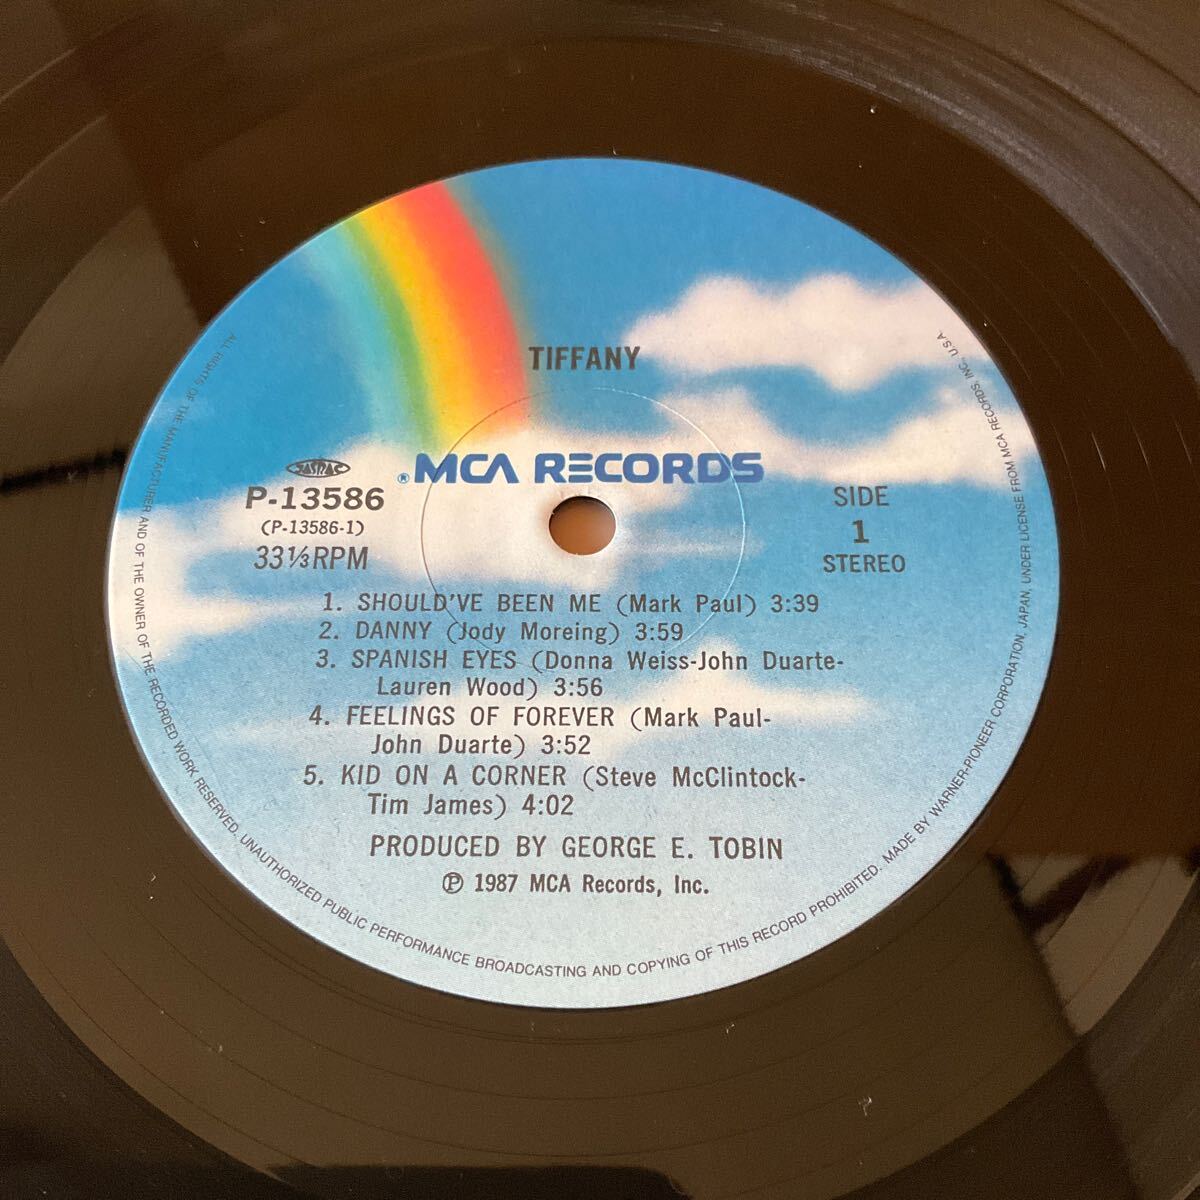 TIFFANY
® MCA RECORDS
JASRAC
P-13586
(P-13586-1)
33⅓RPM
SIDE
1
STEREO
1. SHOULD'VE BEEN ME (Mark Paul) 3:39
2. DANNY (Jody Moreing) 3:59
3. SPANISH EYES (Donna Weiss-John Duarte-
Lauren Wood) 3:56
4. FEELINGS OF FOREVER (Mark Paul-
John Duarte) 3:52
5. KID ON A CORNER (Steve McClintock-
Tim James) 4:02
PRODUCED BY GEORGE E. TOBIN
Ⓟ 1987 MCA Records, Inc.
ALL RIGHTS OF THE MANUFACTURER AND OF THE OWNER OF THE RECORDED WORK RESERVED. UNAUTHORIZED PUBLIC PERFORMANCE BROADCASTING AND COPYING OF THIS RECORD PROHIBITED. MADE BY WARNER-PIONEER CORPORATION, JAPAN, UNDER LICENSE FROM MCA RECORDS, INC., U.S.A.